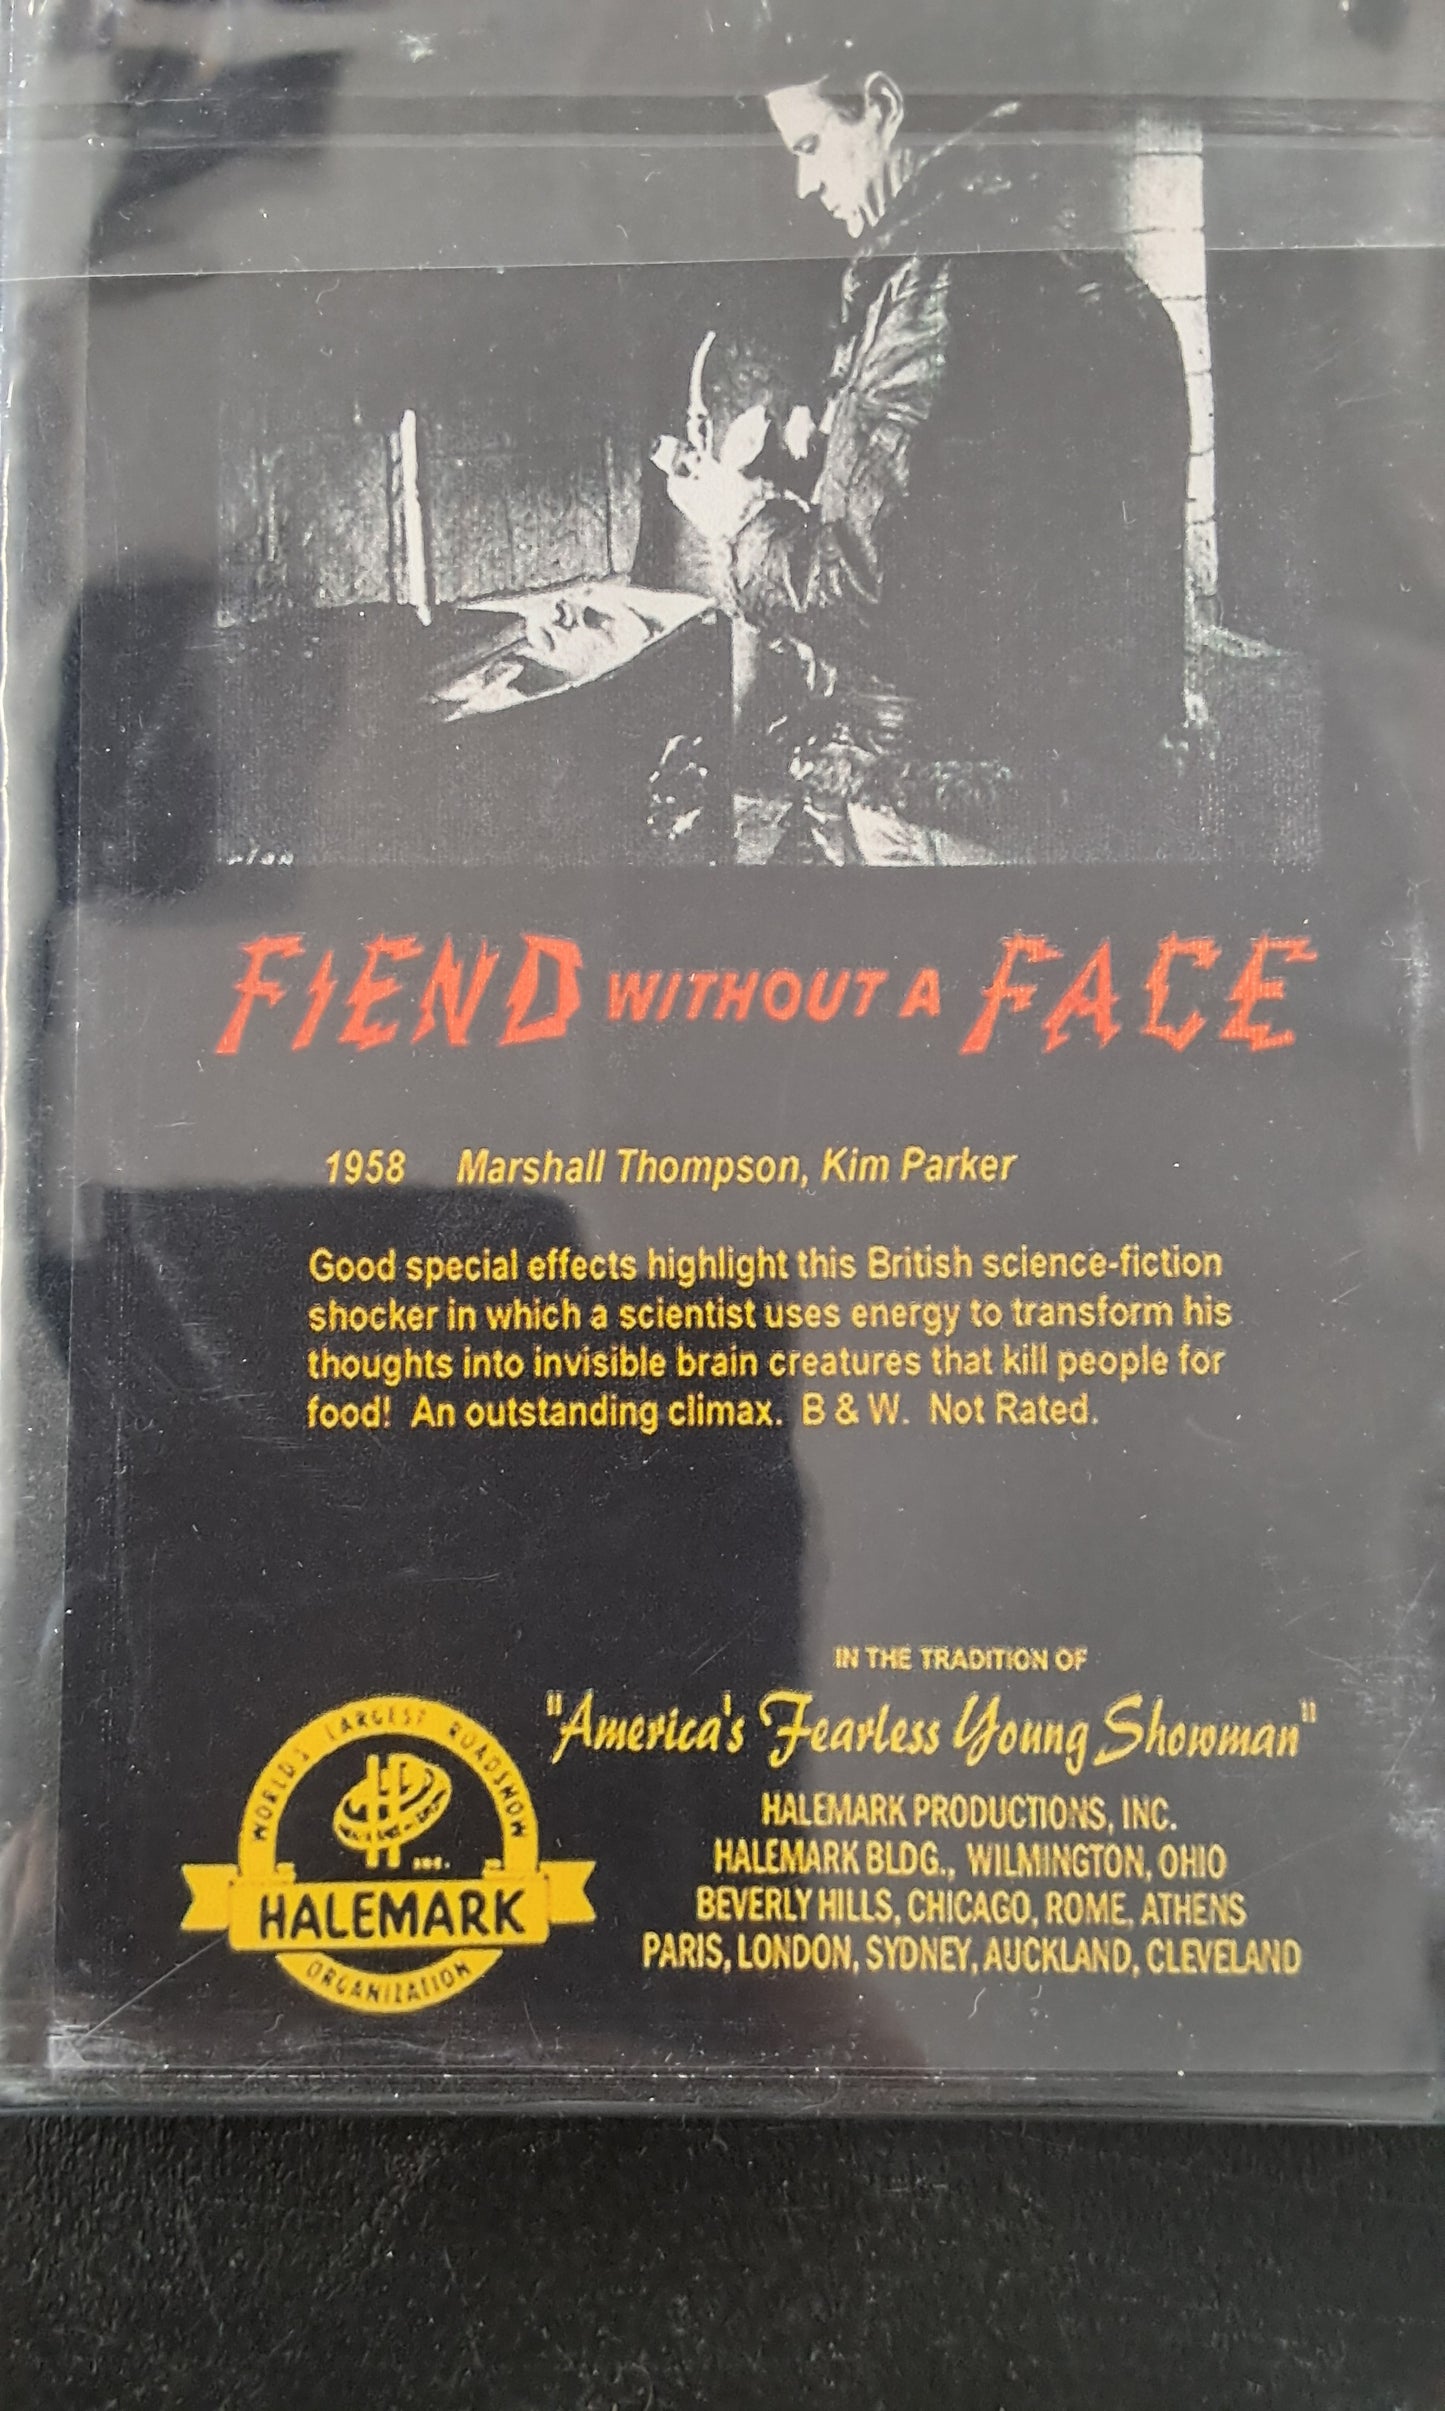 FIEND WITHOUT A FACE
1958 Marshall Thompson, Kim Parker
Good special effects highlight this British science-fiction
shocker in which a scientist uses energy to transform his
thoughts into invisible brain creatures that kill people for
food! An outstanding climax. B & W. Not Rated.
IN THE TRADITION OF
"America's Fearless Young Showman"
HALEMARK PRODUCTIONS, INC.
HALEMARK BLDG., WILMINGTON, OHIO
BEVERLY HILLS, CHICAGO, ROME, ATHENS
PARIS, LONDON, SYDNEY, AUCKLAND, CLEVELAND
WORLD'S LARGEST ROADSHOW
INC.
HALEMARK
ORGANIZATION